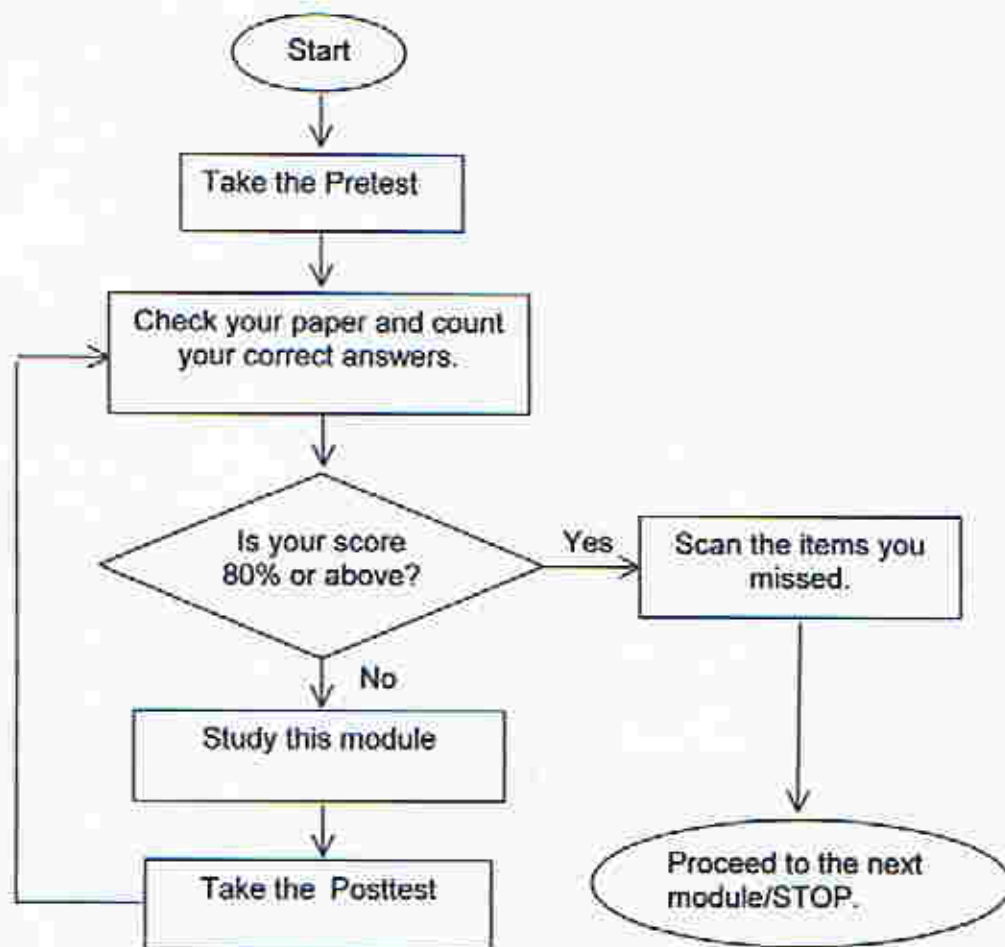 Start
Take the Pretest
Check your paper and count
your correct answers.
Is your score
80% or above?
Yes
Scan the items you
missed.
No
Study this module
Take the Posttest
Proceed to the next
module/STOP.